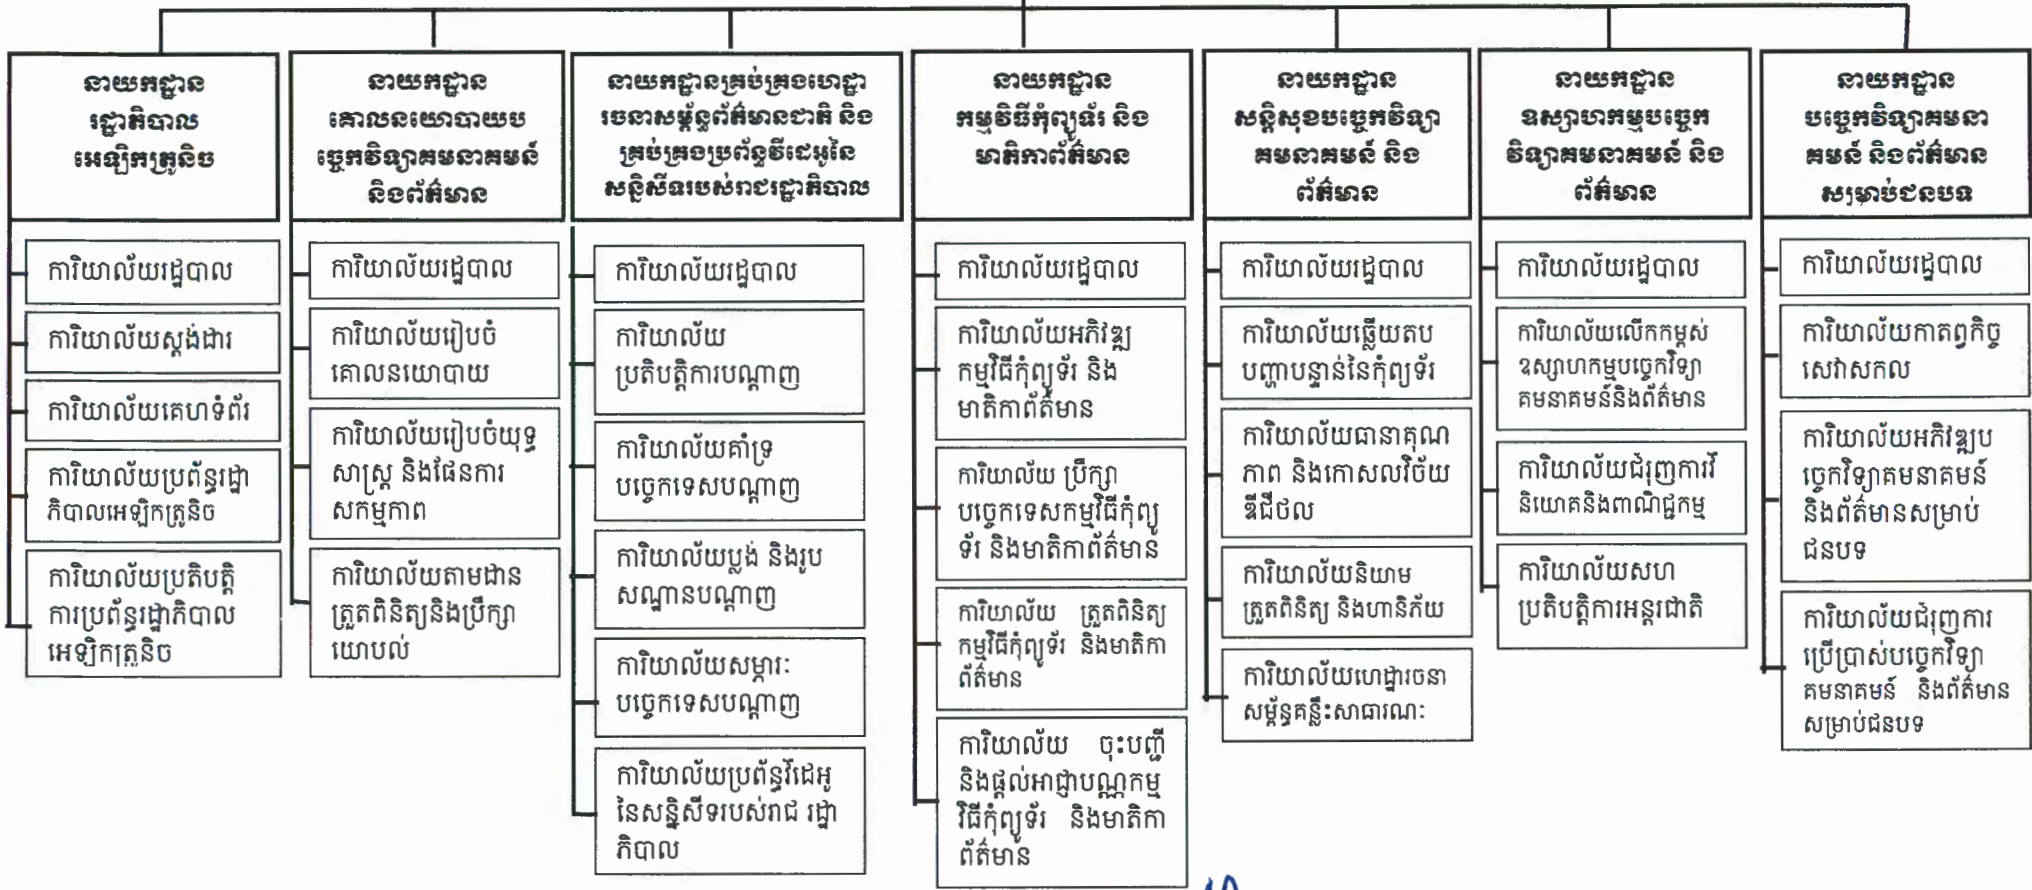 នាយកដ្ឋាន
រដ្ឋាភិបាល
អេឡិកត្រូនិច
ការិយាល័យរដ្ឋបាល
ការិយាល័យស្តង់ដារ
ការិយាល័យគេហទំព័រ
ការិយាល័យប្រព័ន្ធរដ្ឋា
ភិបាលអេឡិកត្រូនិច
ការិយាល័យប្រតិបត្តិ
ការប្រព័ន្ធរដ្ឋាភិបាល
អេឡិកត្រូនិច
នាយកដ្ឋាន
គោលនយោបាយប
ច្ចេកវិទ្យាគមនាគមន៍
និងព័ត៌មាន
ការិយាល័យរដ្ឋបាល
ការិយាល័យរៀបចំ
គោលនយោបាយ
ការិយាល័យរៀបចំយុទ្ធ
សាស្ត្រ និងផែនការ
សកម្មភាព
ការិយាល័យតាមដាន
ត្រួតពិនិត្យនិងប្រឹក្សា
យោបល់
នាយកដ្ឋានគ្រប់គ្រងហេដ្ឋា
រចនាសម្ព័ន្ធព័ត៌មានជាតិ និង
គ្រប់គ្រងប្រព័ន្ធវីដេអូនៃ
សន្និសីទរបស់រាជរដ្ឋាភិបាល
ការិយាល័យរដ្ឋបាល
ការិយាល័យ
ប្រតិបត្តិការបណ្តាញ
ការិយាល័យគាំទ្រ
បច្ចេកទេសបណ្តាញ
ការិយាល័យប្លង់ និងរូប
សណ្ឋានបណ្តាញ
ការិយាល័យសម្ភារៈ
បច្ចេកទេសបណ្តាញ
ការិយាល័យប្រព័ន្ធវីដេអូ
នៃសន្និសីទរបស់រាជ រដ្ឋា
ភិបាល
នាយកដ្ឋាន
កម្មវិធីកុំព្យូទ័រ និង
មាតិកាព័ត៌មាន
ការិយាល័យរដ្ឋបាល
ការិយាល័យអភិវឌ្ឍ
កម្មវិធីកុំព្យូទ័រ និង
មាតិកាព័ត៌មាន
ការិយាល័យ ប្រឹក្សា
បច្ចេកទេសកម្មវិធីកុំព្យូ
ទ័រ និងមាតិកាព័ត៌មាន
ការិយាល័យ ត្រួតពិនិត្យ
កម្មវិធីកុំព្យូទ័រ និងមាតិកា
ព័ត៌មាន
ការិយាល័យ ចុះបញ្ជី
និងផ្តល់អាជ្ញាបណ្ណកម្ម
វិធីកុំព្យូទ័រ និងមាតិកា
ព័ត៌មាន
នាយកដ្ឋាន
សន្តិសុខបច្ចេកវិទ្យា
គមនាគមន៍ និង
ព័ត៌មាន
ការិយាល័យរដ្ឋបាល
ការិយាល័យឆ្លើយតប
បញ្ហាបន្ទាន់នៃកុំព្យូទ័រ
ការិយាល័យធានាគុណ
ភាព និងកោសលវិច័យ
ឌីជីថល
ការិយាល័យនិយាម
ត្រួតពិនិត្យ និងហានិភ័យ
ការិយាល័យហេដ្ឋារចនា
សម្ព័ន្ធគន្លឹះសាធារណៈ
នាយកដ្ឋាន
ឧស្សាហកម្មបច្ចេក
វិទ្យាគមនាគមន៍ និង
ព័ត៌មាន
ការិយាល័យរដ្ឋបាល
ការិយាល័យលើកកម្ពស់
ឧស្សាហកម្មបច្ចេកវិទ្យា
គមនាគមន៍និងព័ត៌មាន
ការិយាល័យជំរុញការវិ
និយោគនិងពាណិជ្ជកម្ម
ការិយាល័យសហ
ប្រតិបត្តិការអន្តរជាតិ
នាយកដ្ឋាន
បច្ចេកវិទ្យាគមនា
គមន៍ និងព័ត៌មាន
សម្រាប់ជនបទ
ការិយាល័យរដ្ឋបាល
ការិយាល័យកាតព្វកិច្ច
សេវាសកល
ការិយាល័យអភិវឌ្ឍប
ច្ចេកវិទ្យាគមនាគមន៍
និងព័ត៌មានសម្រាប់
ជនបទ
ការិយាល័យជំរុញការ
ប្រើប្រាស់បច្ចេកវិទ្យា
គមនាគមន៍ និងព័ត៌មាន
សម្រាប់ជនបទ